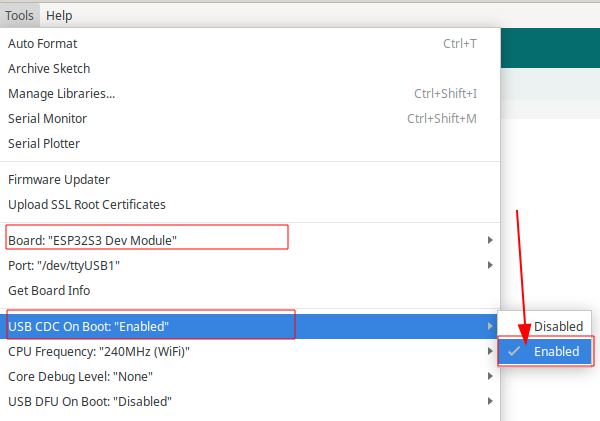 Tools Help
Auto Format Ctrl+T
Archive Sketch
Manage Libraries... Ctrl+Shift+I
Serial Monitor Ctrl+Shift+M
Serial Plotter
Firmware Updater
Upload SSL Root Certificates
Board: "ESP32S3 Dev Module"
Port: "/dev/ttyUSB1"
Get Board Info
USB CDC On Boot: "Enabled"
Disabled
CPU Frequency: "240MHz (WiFi)"
Enabled
Core Debug Level: "None"
USB DFU On Boot: "Disabled"